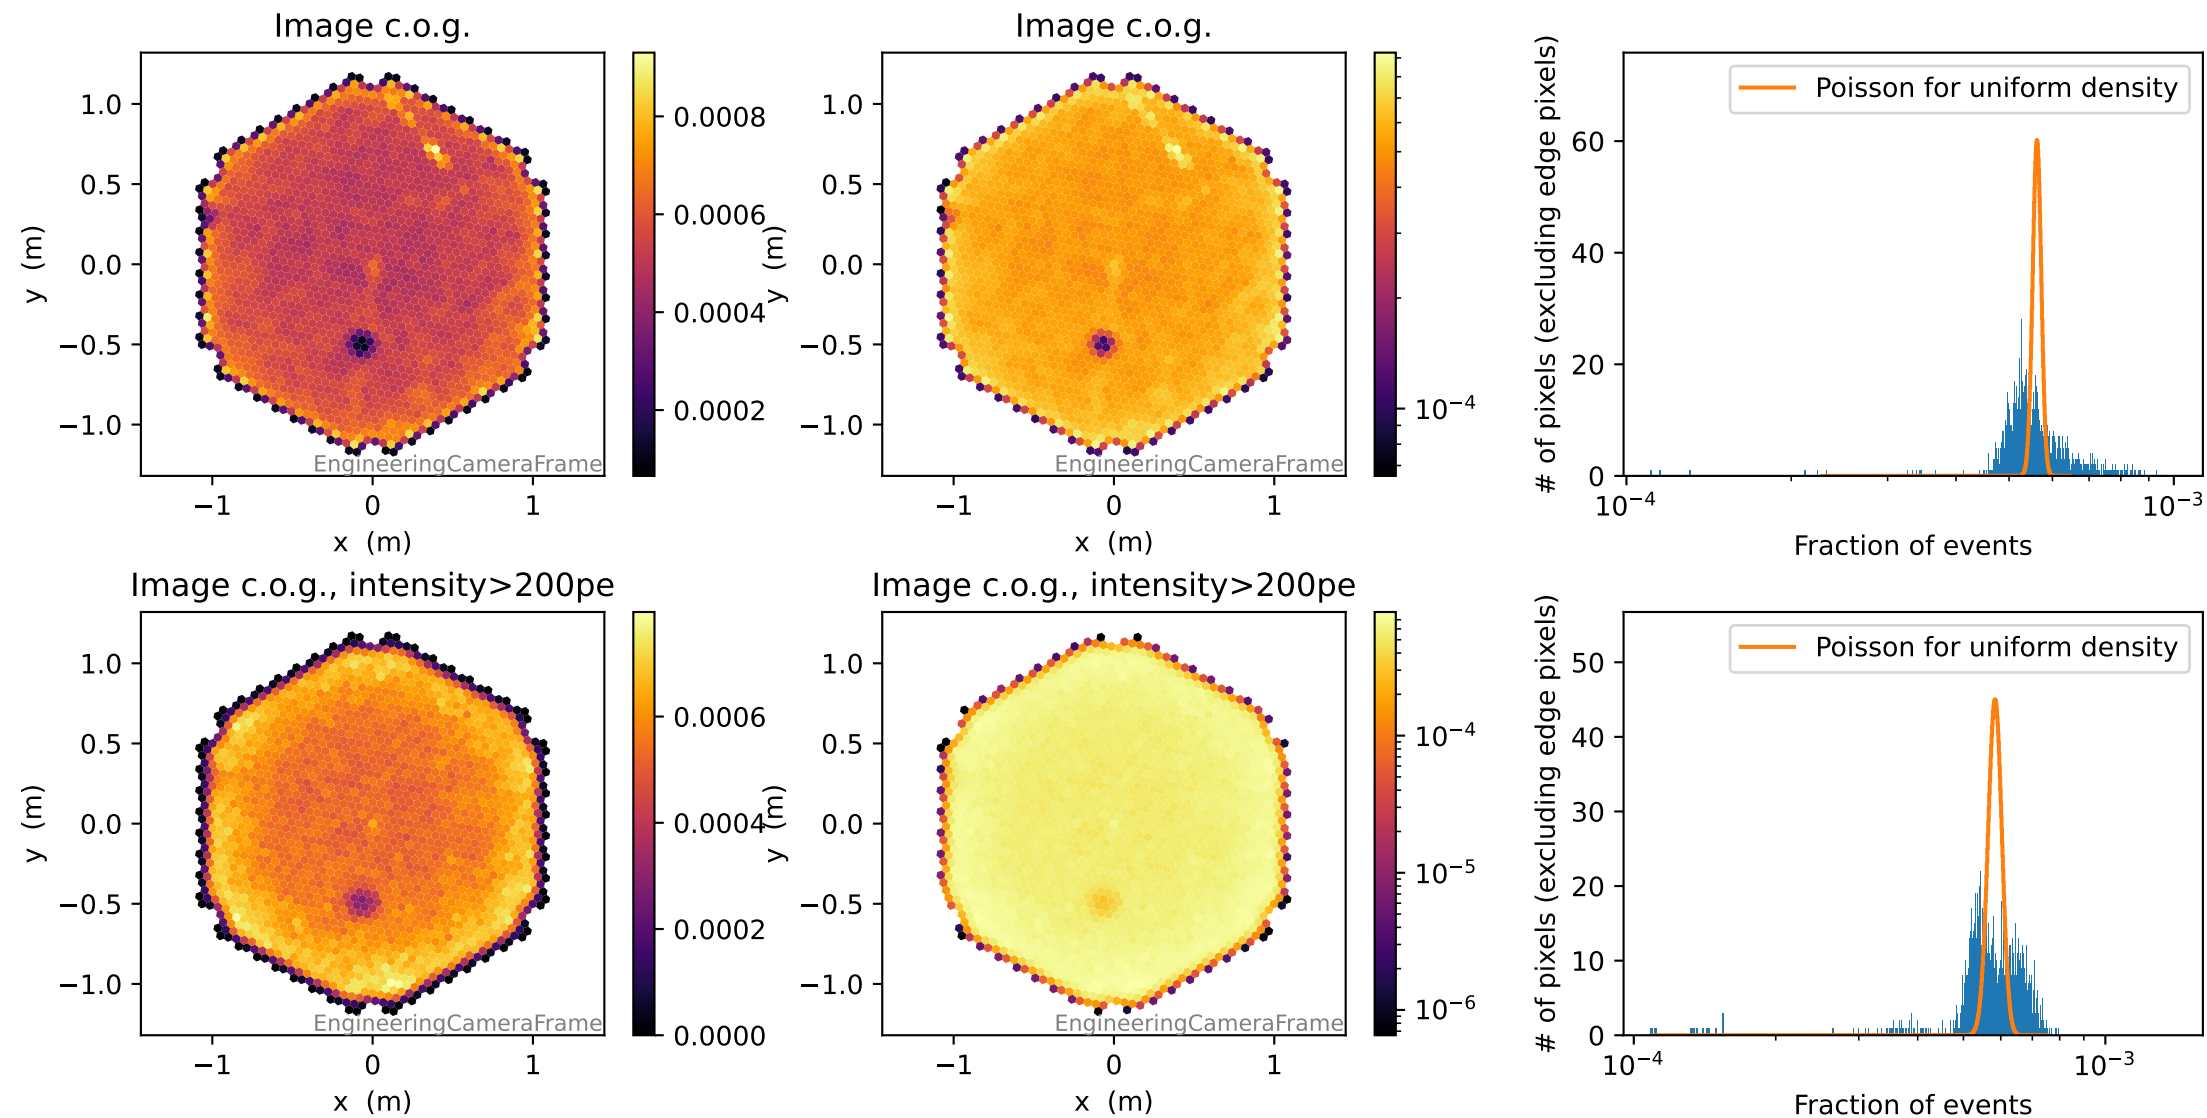 Image c.o.g.
1.0
0.5
0.0
−0.5
−1.0
y (m)
EngineeringCameraFrame
−1
0
1
x (m)
0.0008
0.0006
0.0004
0.0002
Image c.o.g.
1.0
0.5
0.0
−0.5
−1.0
y (m)
EngineeringCameraFrame
−1
0
1
x (m)
10⁻⁴
# of pixels (excluding edge pixels)
60
40
20
0
Poisson for uniform density
10⁻⁴
10⁻³
Fraction of events
Image c.o.g., intensity>200pe
1.0
0.5
0.0
−0.5
−1.0
y (m)
EngineeringCameraFrame
−1
0
1
x (m)
0.0006
0.0004
0.0002
0.0000
Image c.o.g., intensity>200pe
1.0
0.5
0.0
−0.5
−1.0
y (m)
EngineeringCameraFrame
−1
0
1
x (m)
10⁻⁴
10⁻⁵
10⁻⁶
# of pixels (excluding edge pixels)
50
40
30
20
10
0
Poisson for uniform density
10⁻⁴
10⁻³
Fraction of events